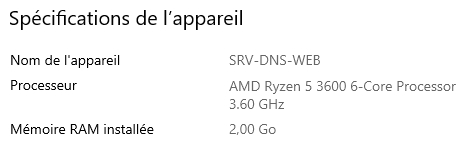 Spécifications de l'appareil
Nom de l'appareil SRV-DNS-WEB
Processeur AMD Ryzen 5 3600 6-Core Processor
3.60 GHz
Mémoire RAM installée 2,00 Go